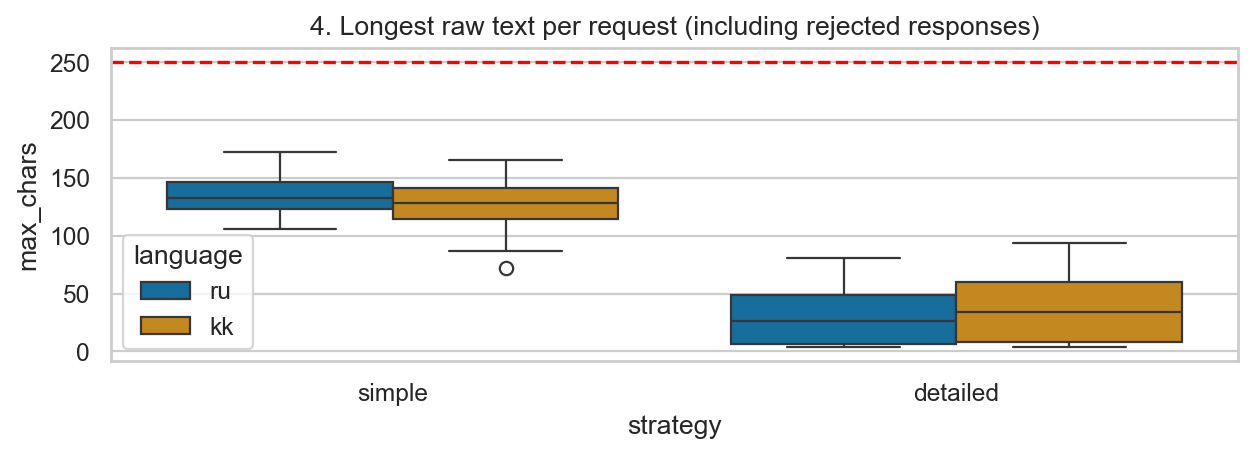 4. Longest raw text per request (including rejected responses)
max_chars
250
200
150
100
50
0
language
ru
kk
simple
detailed
strategy